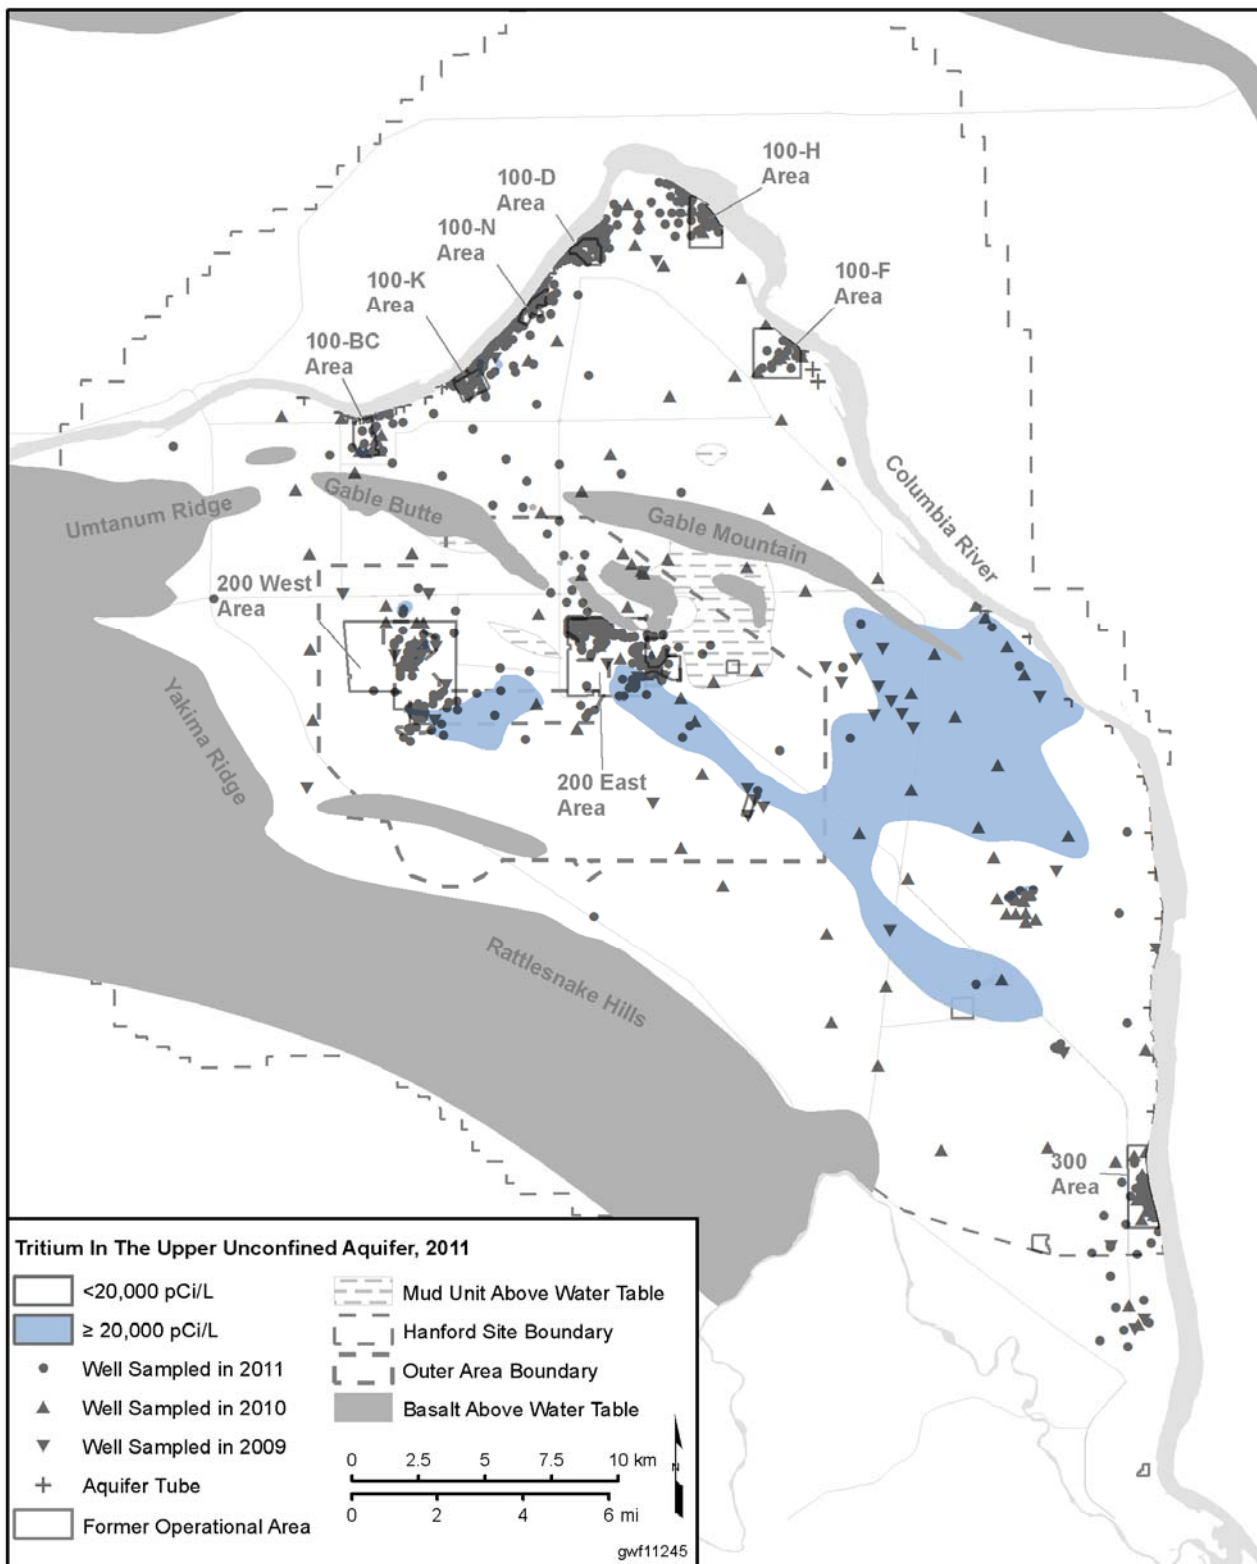 100-H
Area
100-D
Area
100-N
Area
100-F
Area
100-K
Area
100-BC
Area
Columbia River
Umtanum Ridge
Gable Butte
Gable Mountain
200 West
Area
Yakima Ridge
200 East
Area
Rattlesnake Hills
300
Area
Tritium In The Upper Unconfined Aquifer, 2011
<20,000 pCi/L
≥ 20,000 pCi/L
Well Sampled in 2011
Well Sampled in 2010
Well Sampled in 2009
Aquifer Tube
Former Operational Area
Mud Unit Above Water Table
Hanford Site Boundary
Outer Area Boundary
Basalt Above Water Table
0 2.5 5 7.5 10 km
0 2 4 6 mi
N
gwf11245